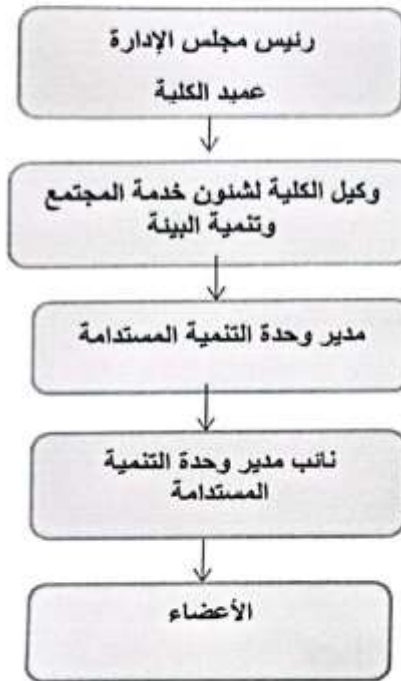 رئيس مجلس الإدارة
عميد الكلية
وكيل الكلية لشئون خدمة المجتمع
وتنمية البيئة
مدير وحدة التنمية المستدامة
نائب مدير وحدة التنمية
المستدامة
الأعضاء